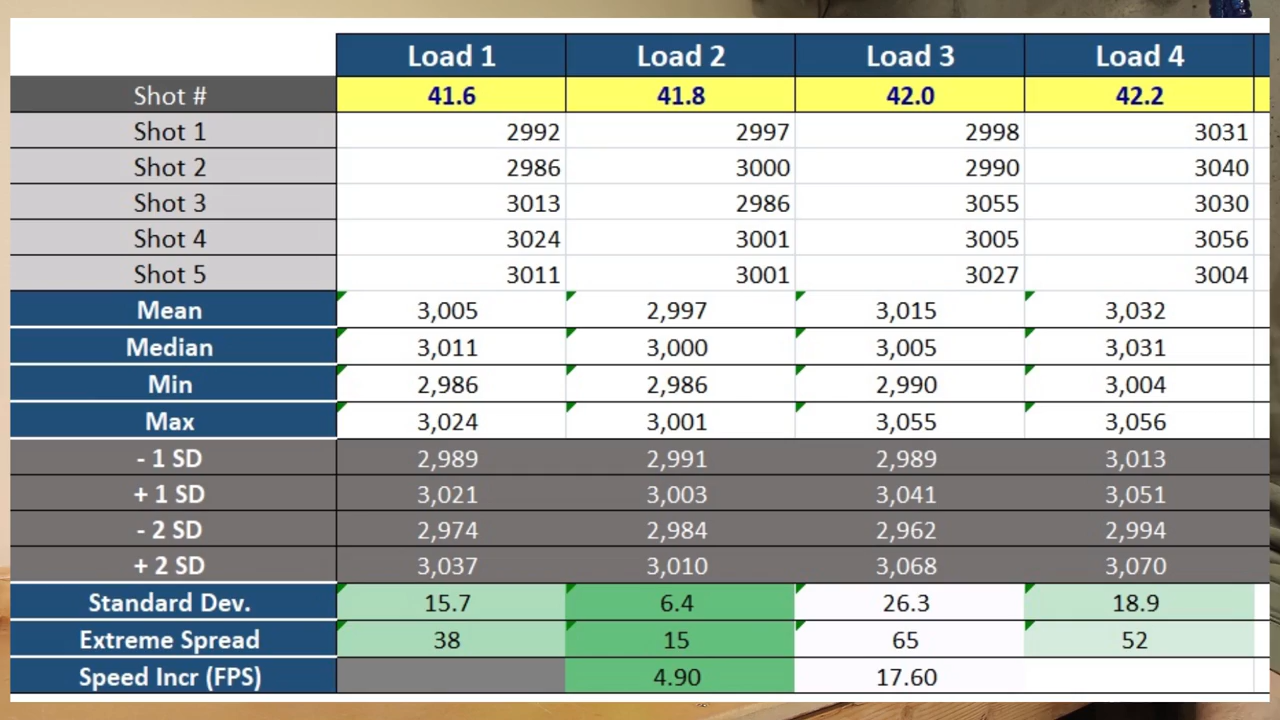 Load 1 Load 2 Load 3 Load 4
Shot # 41.6 41.8 42.0 42.2
Shot 1 2992 2997 2998 3031
Shot 2 2986 3000 2990 3040
Shot 3 3013 2986 3055 3030
Shot 4 3024 3001 3005 3056
Shot 5 3011 3001 3027 3004
Mean 3,005 2,997 3,015 3,032
Median 3,011 3,000 3,005 3,031
Min 2,986 2,986 2,990 3,004
Max 3,024 3,001 3,055 3,056
- 1 SD 2,989 2,991 2,989 3,013
+ 1 SD 3,021 3,003 3,041 3,051
- 2 SD 2,974 2,984 2,962 2,994
+ 2 SD 3,037 3,010 3,068 3,070
Standard Dev. 15.7 6.4 26.3 18.9
Extreme Spread 38 15 65 52
Speed Incr (FPS) 4.90 17.60